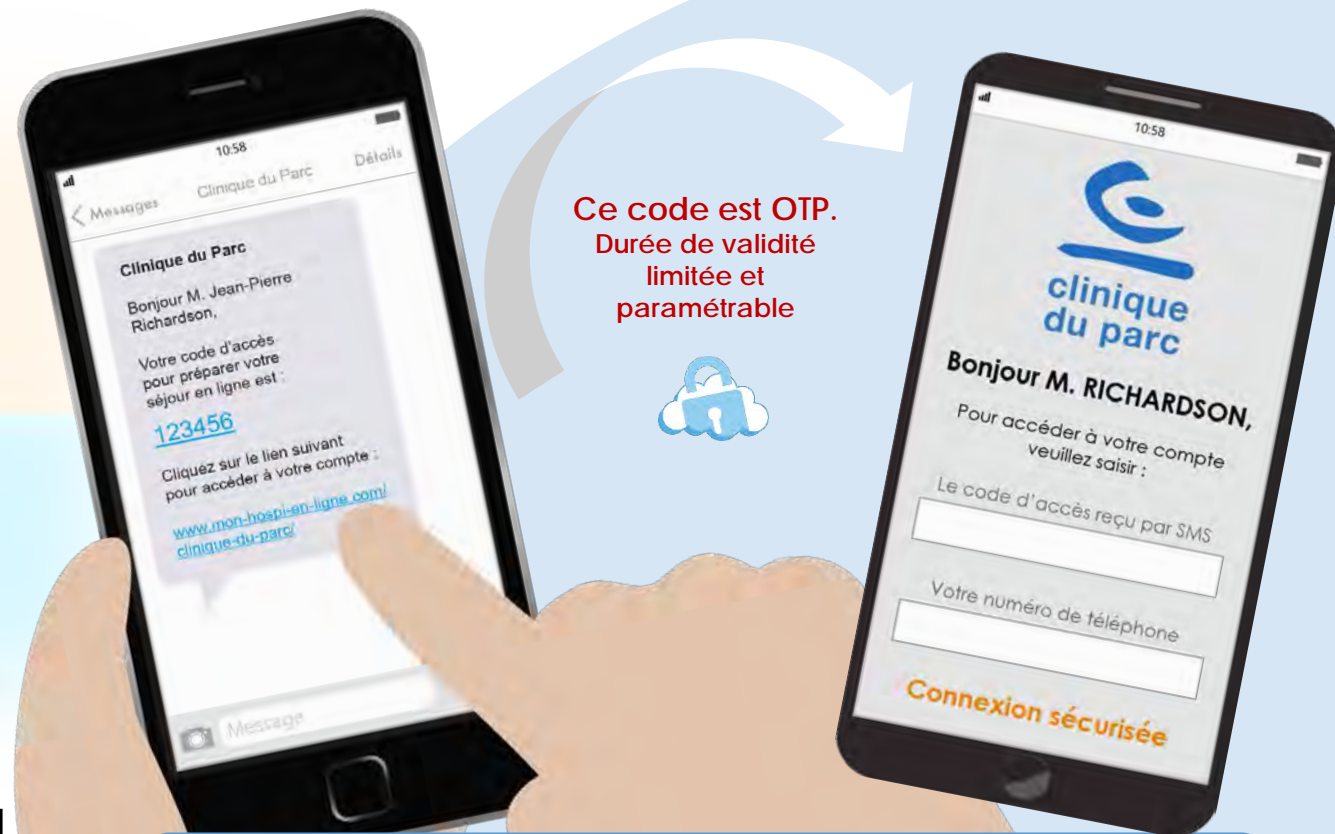 10:58
Messages
Clinique du Parc
Détails
Clinique du Parc
Bonjour M. Jean-Pierre
Richardson,
Votre code d'accès
pour préparer votre
séjour en ligne est :
123456
Cliquez sur le lien suivant
pour accéder à votre compte :
www.mon-hospi-en-ligne.com/
clinique-du-parc/
Message
Ce code est OTP.
Durée de validité
limitée et
paramétrable
10:58
clinique
du parc
Bonjour M. RICHARDSON,
Pour accéder à votre compte
veuillez saisir :
Le code d'accès reçu par SMS
Votre numéro de téléphone
Connexion sécurisée